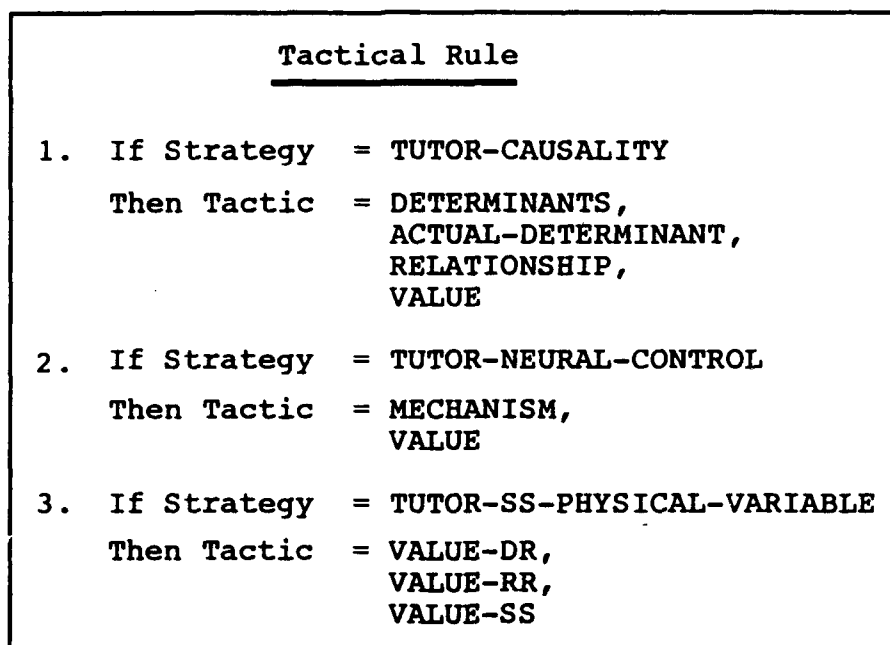 Tactical Rule
1. If Strategy = TUTOR-CAUSALITY
Then Tactic = DETERMINANTS,
ACTUAL-DETERMINANT,
RELATIONSHIP,
VALUE
2. If Strategy = TUTOR-NEURAL-CONTROL
Then Tactic = MECHANISM,
VALUE
3. If Strategy = TUTOR-SS-PHYSICAL-VARIABLE
Then Tactic = VALUE-DR,
VALUE-RR,
VALUE-SS